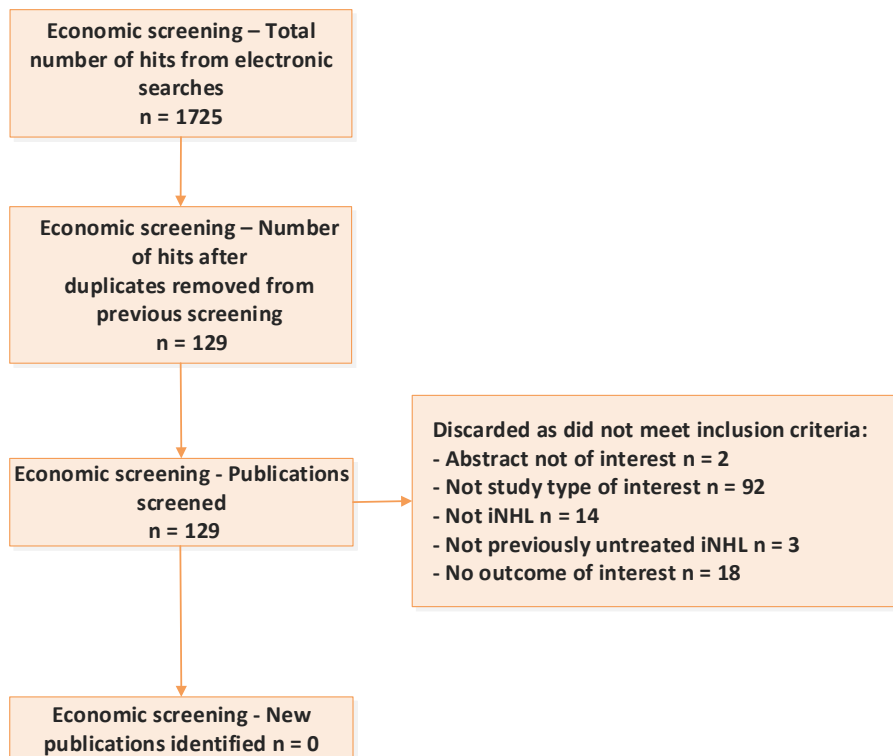 Economic screening – Total
number of hits from electronic
searches
n = 1725
Economic screening – Number
of hits after
duplicates removed from
previous screening
n = 129
Economic screening - Publications
screened
n = 129
Discarded as did not meet inclusion criteria:
- Abstract not of interest n = 2
- Not study type of interest n = 92
- Not iNHL n = 14
- Not previously untreated iNHL n = 3
- No outcome of interest n = 18
Economic screening - New
publications identified n = 0